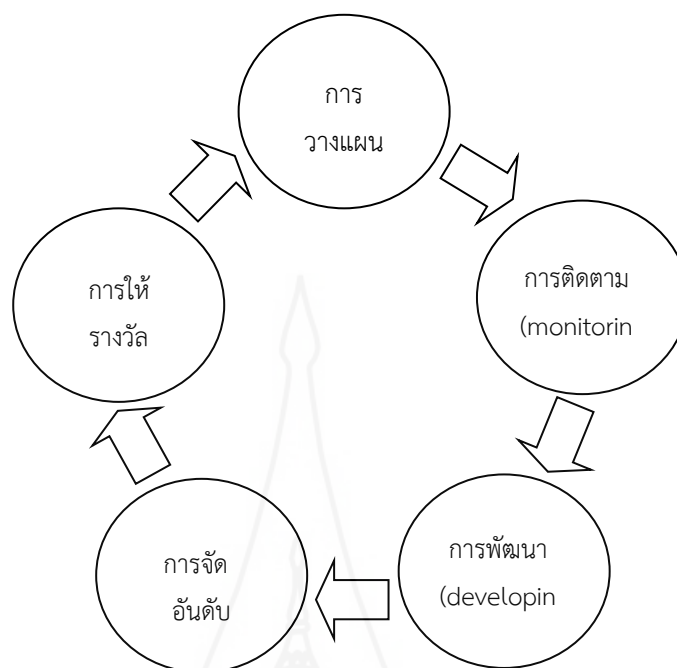 การ
วางแผน
การติดตาม
(monitorin
การพัฒนา
(developin
การจัด
อันดับ
การให้
รางวัล